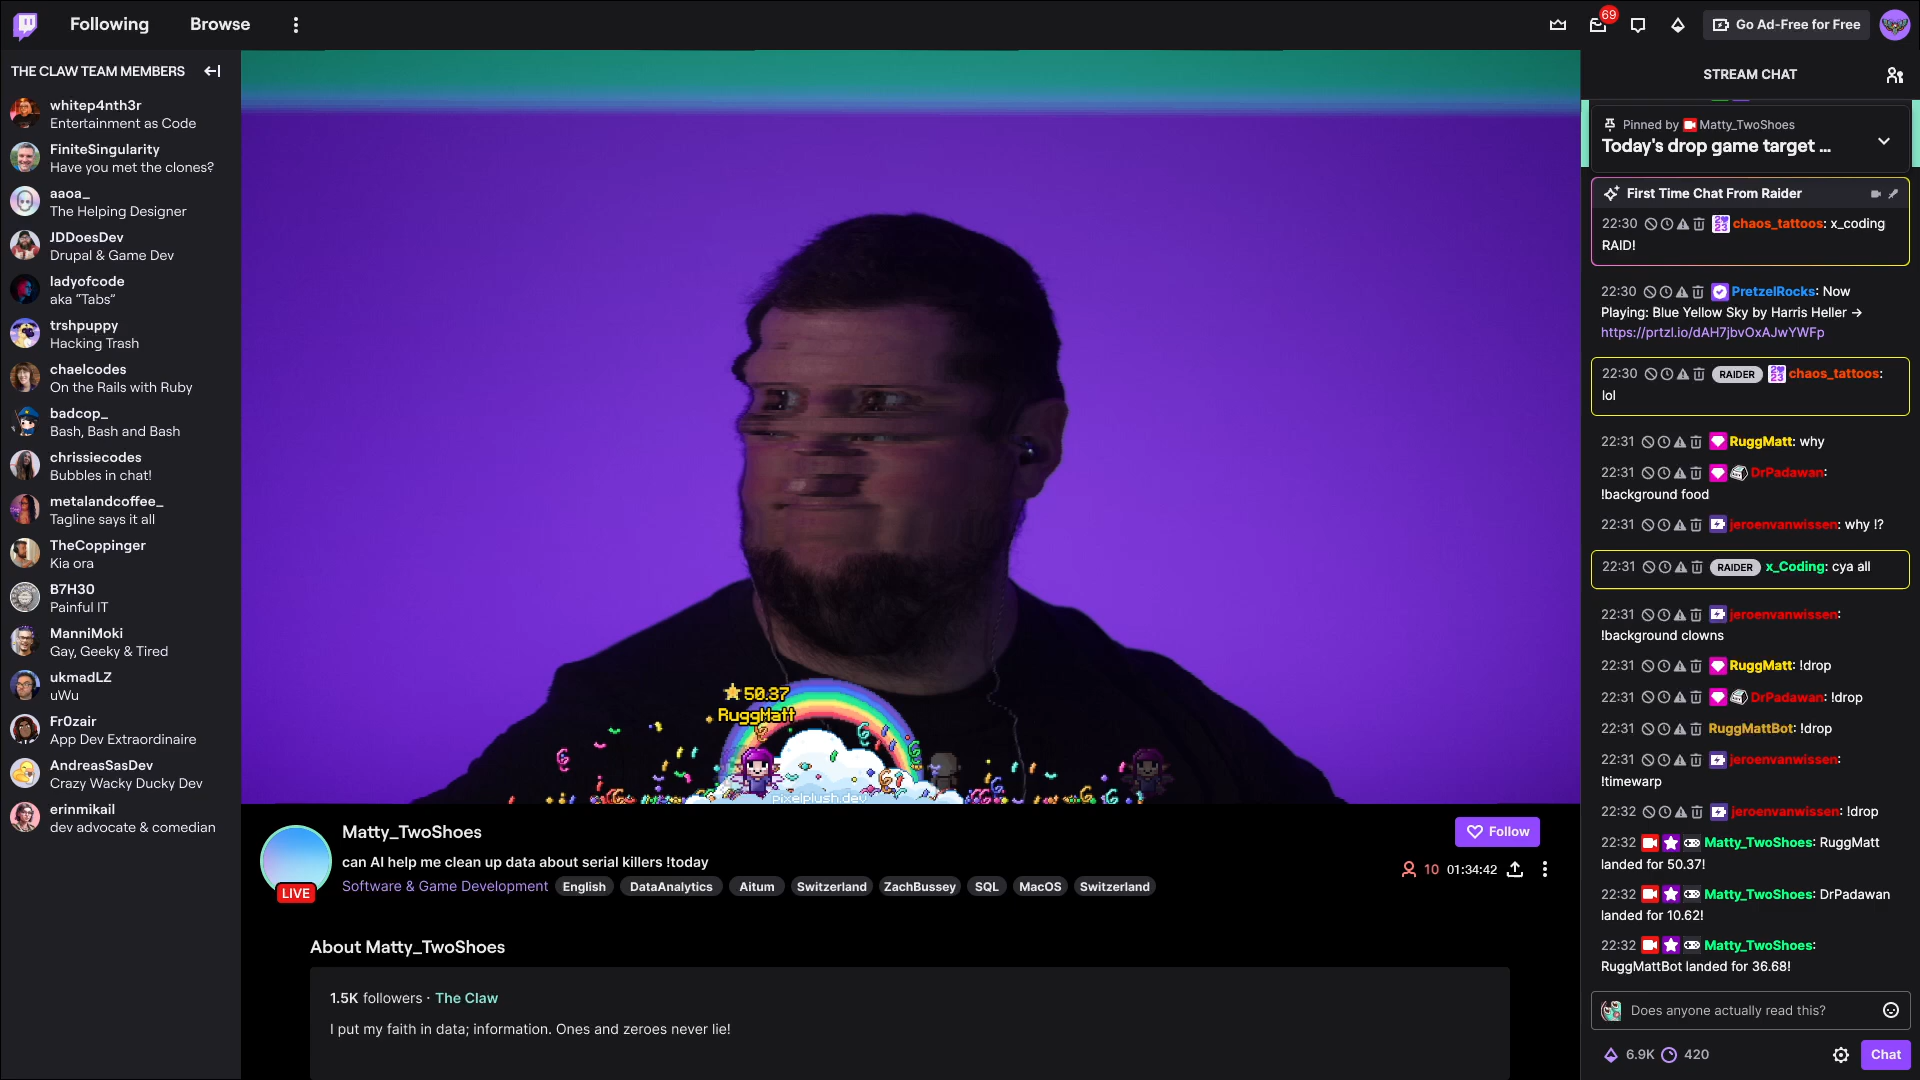 Following
Browse
69
Go Ad-Free for Free
THE CLAW TEAM MEMBERS
whitep4nth3r
Entertainment as Code
FiniteSingularity
Have you met the clones?
aaoa_
The Helping Designer
JDDoesDev
Drupal & Game Dev
ladyofcode
aka "Tabs"
trshpuppy
Hacking Trash
chaelcodes
On the Rails with Ruby
badcop_
Bash, Bash and Bash
chrissiecodes
Bubbles in chat!
metalandcoffee_
Tagline says it all
TheCoppinger
Kia ora
B7H30
Painful IT
ManniMoki
Gay, Geeky & Tired
ukmadLZ
uWu
Fr0zair
App Dev Extraordinaire
AndreasSasDev
Crazy Wacky Ducky Dev
erinmikail
dev advocate & comedian
50.37
RuggMatt
pixelplush.dev
Matty_TwoShoes
Follow
can AI help me clean up data about serial killers !today
10 01:34:42
Software & Game Development English DataAnalytics Aitum Switzerland ZachBussey SQL MacOS Switzerland
LIVE
About Matty_TwoShoes
1.5K followers · The Claw
I put my faith in data; information. Ones and zeroes never lie!
STREAM CHAT
Pinned by Matty_TwoShoes
Today's drop game target ...
First Time Chat From Raider
22:30 chaos_tattoos: x_coding
RAID!
22:30 PretzelRocks: Now
Playing: Blue Yellow Sky by Harris Heller →
https://prtzl.io/dAH7jbvOxAJwYWFp
22:30 RAIDER chaos_tattoos:
lol
22:31 RuggMatt: why
22:31 DrPadawan:
!background food
22:31 jeroenvanwissen: why !?
22:31 RAIDER x_Coding: cya all
22:31 jeroenvanwissen:
!background clowns
22:31 RuggMatt: !drop
22:31 DrPadawan: !drop
22:31 RuggMattBot: !drop
22:31 jeroenvanwissen:
!timewarp
22:32 jeroenvanwissen: !drop
22:32 Matty_TwoShoes: RuggMatt
landed for 50.37!
22:32 Matty_TwoShoes: DrPadawan
landed for 10.62!
22:32 Matty_TwoShoes:
RuggMattBot landed for 36.68!
Does anyone actually read this?
6.9K 420
Chat